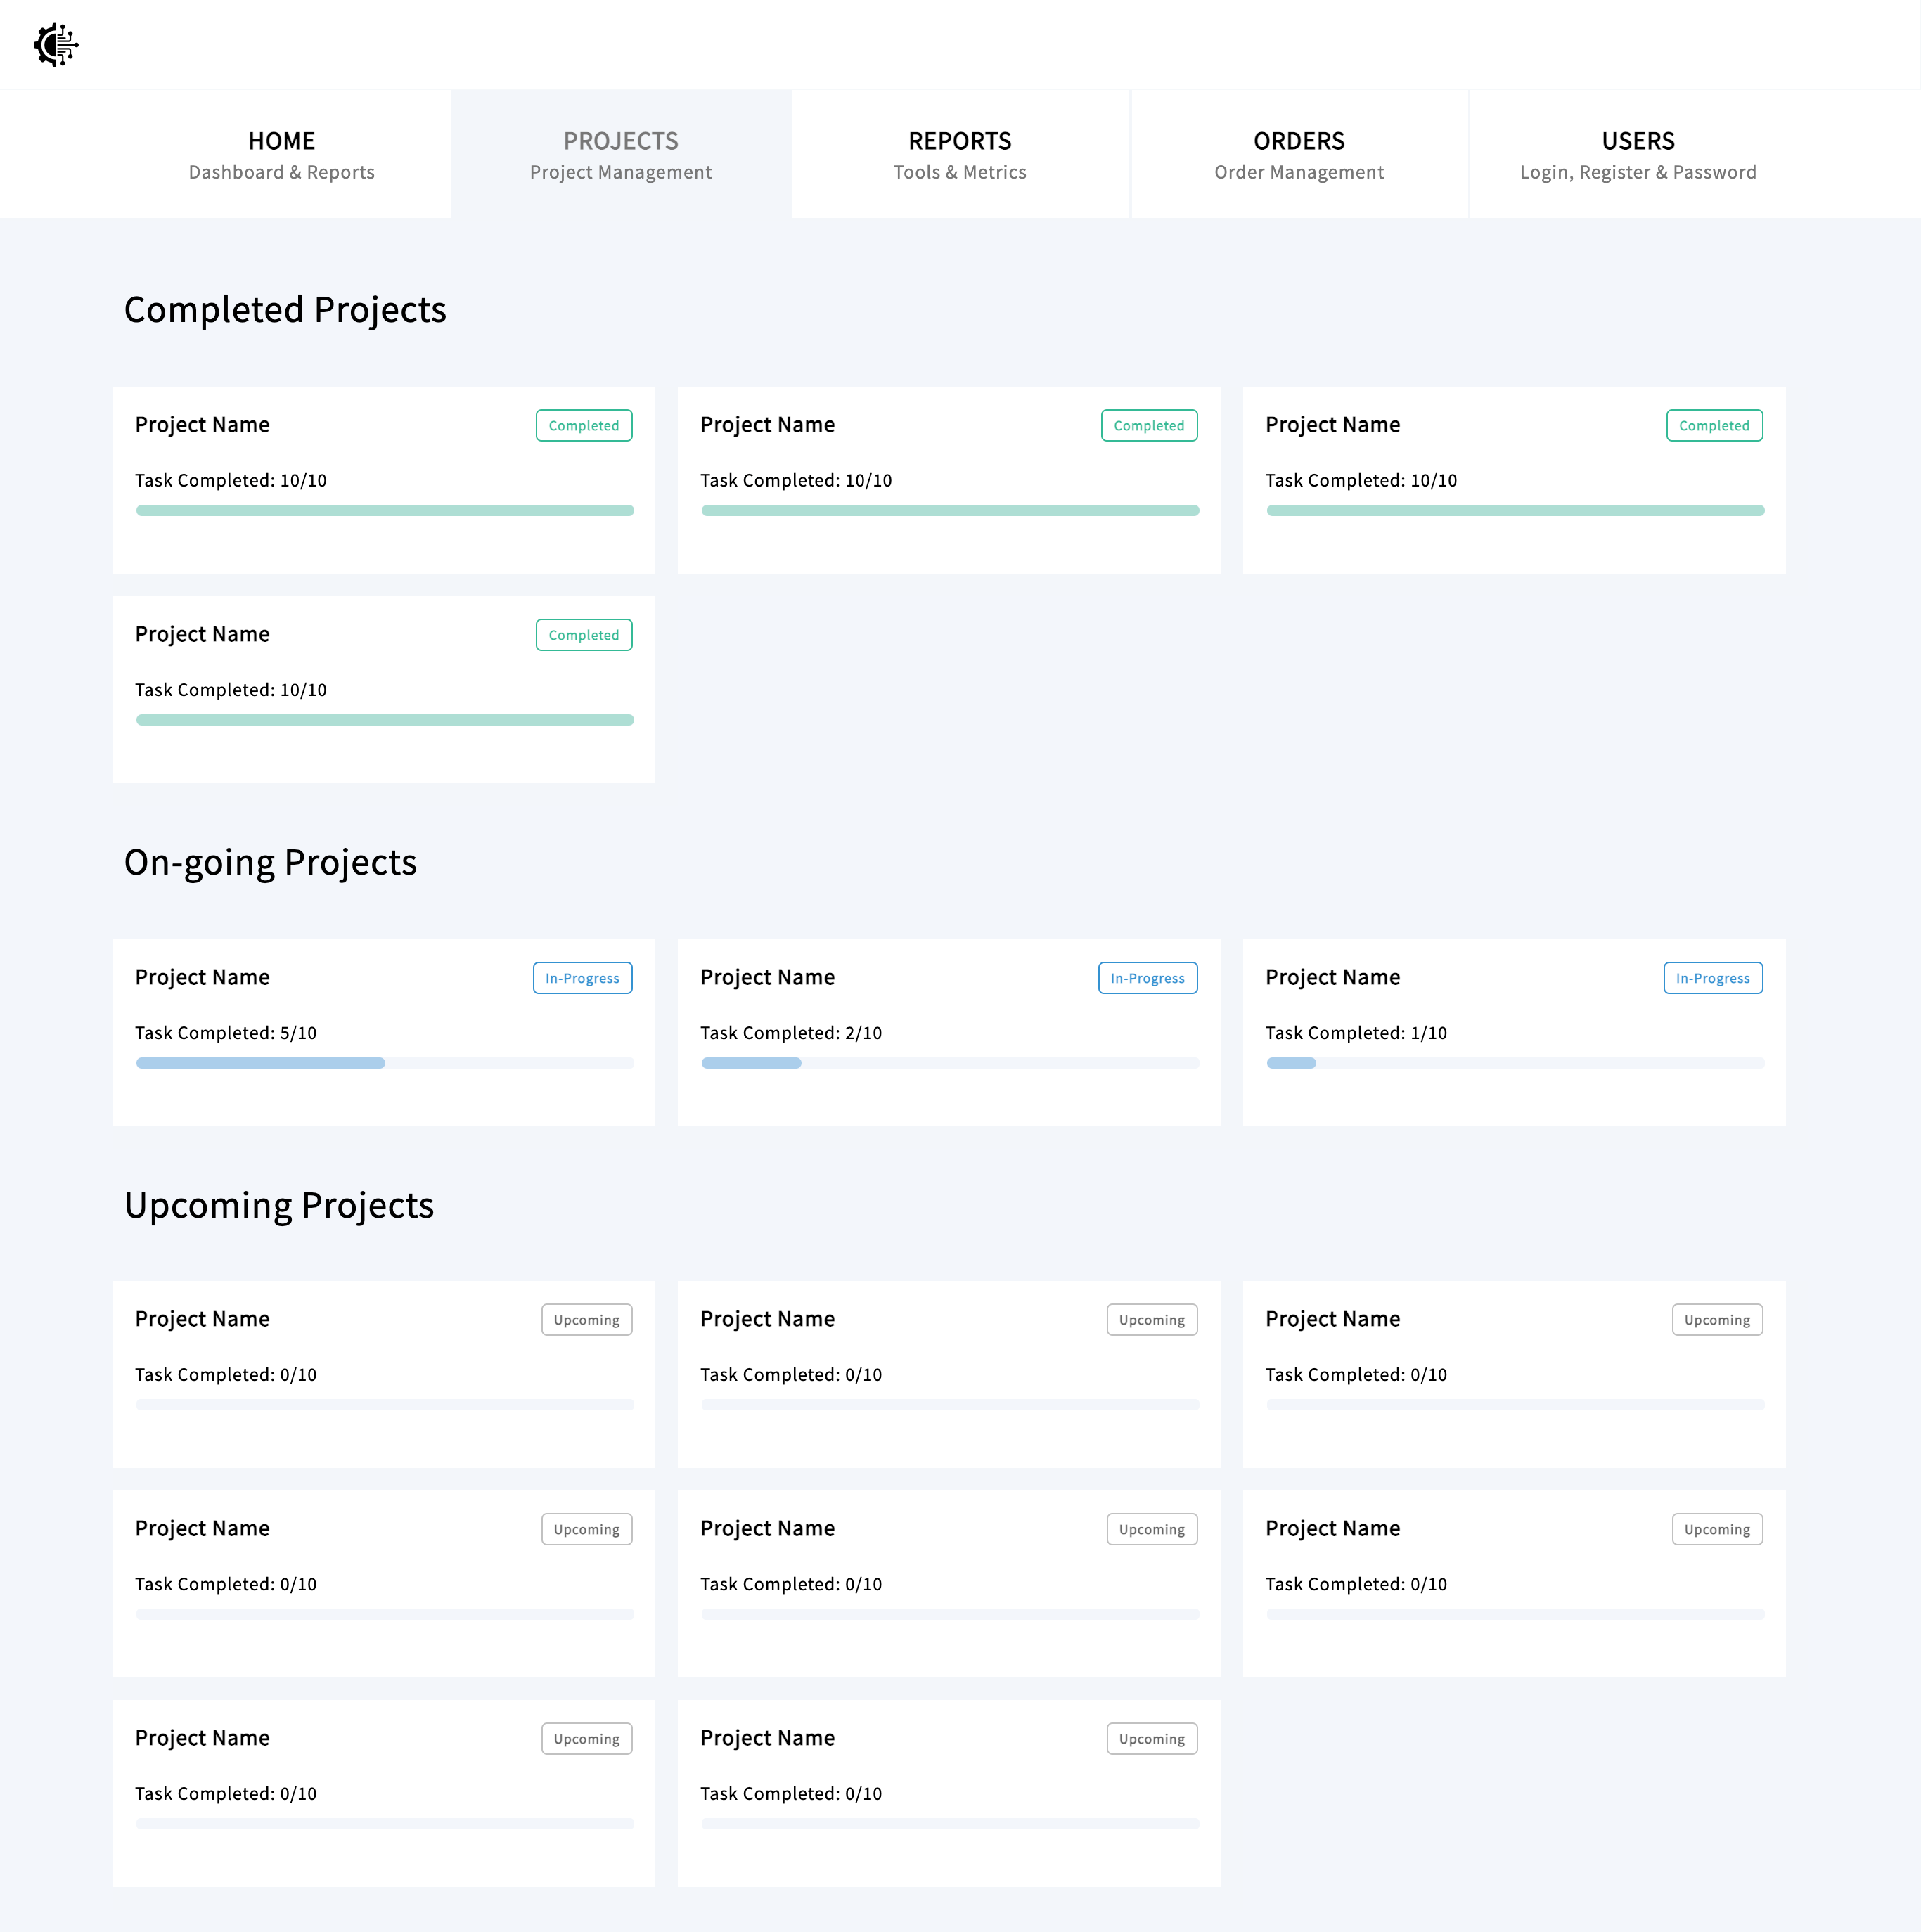 HOME
Dashboard & Reports
PROJECTS
Project Management
REPORTS
Tools & Metrics
ORDERS
Order Management
USERS
Login, Register & Password
Completed Projects
Project Name
Completed
Task Completed: 10/10
Project Name
Completed
Task Completed: 10/10
Project Name
Completed
Task Completed: 10/10
Project Name
Completed
Task Completed: 10/10
On-going Projects
Project Name
In-Progress
Task Completed: 5/10
Project Name
In-Progress
Task Completed: 2/10
Project Name
In-Progress
Task Completed: 1/10
Upcoming Projects
Project Name
Upcoming
Task Completed: 0/10
Project Name
Upcoming
Task Completed: 0/10
Project Name
Upcoming
Task Completed: 0/10
Project Name
Upcoming
Task Completed: 0/10
Project Name
Upcoming
Task Completed: 0/10
Project Name
Upcoming
Task Completed: 0/10
Project Name
Upcoming
Task Completed: 0/10
Project Name
Upcoming
Task Completed: 0/10